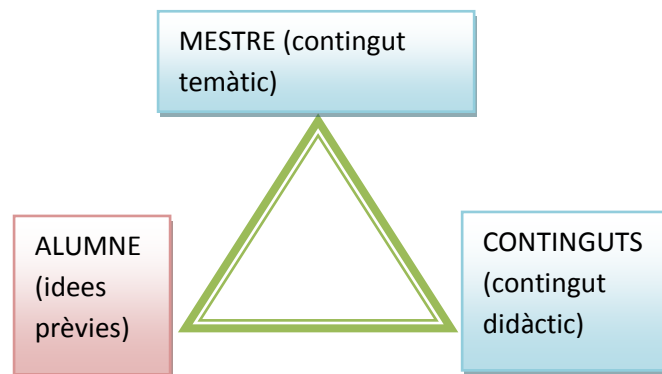 MESTRE (contingut
temàtic)
ALUMNE
(idees
prèvies)
CONTINGUTS
(contingut
didàctic)